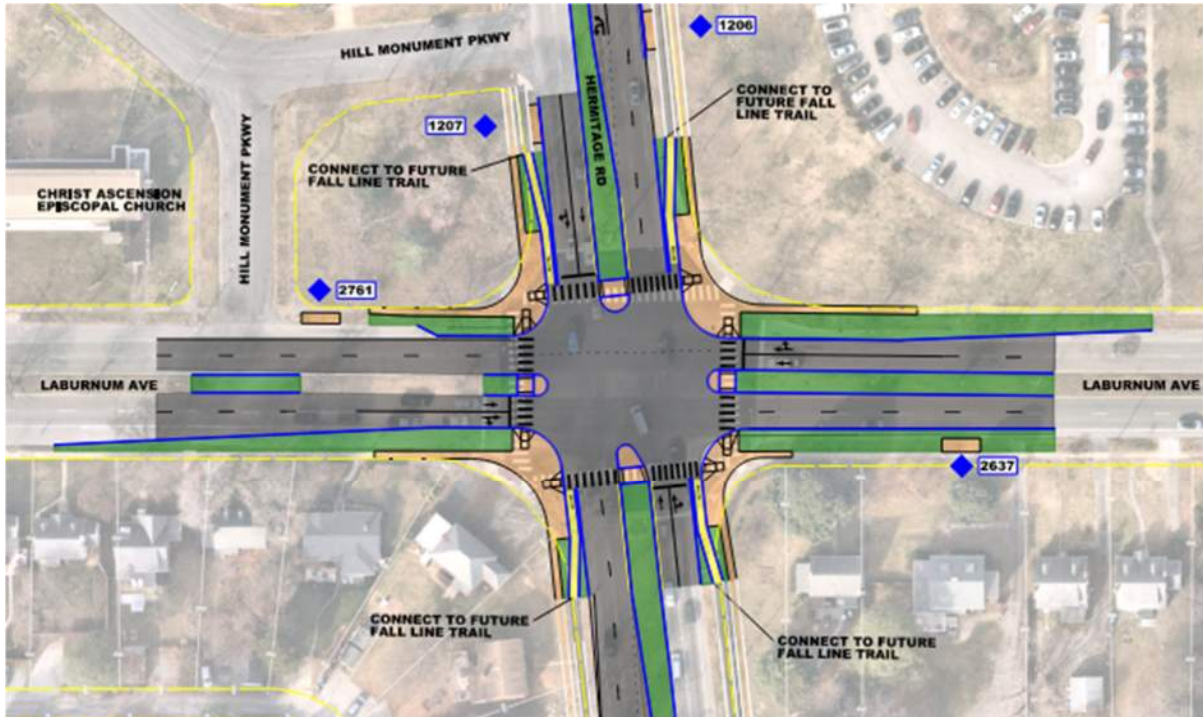 HILL MONUMENT PKWY
1206
HERMITAGE RD
CONNECT TO
FUTURE FALL
LINE TRAIL
1207
CONNECT TO FUTURE
FALL LINE TRAIL
CHRIST ASCENSION
EPISCOPAL CHURCH
HILL MONUMENT PKWY
2761
LABURNUM AVE
LABURNUM AVE
2637
CONNECT TO FUTURE
FALL LINE TRAIL
CONNECT TO FUTURE
FALL LINE TRAIL